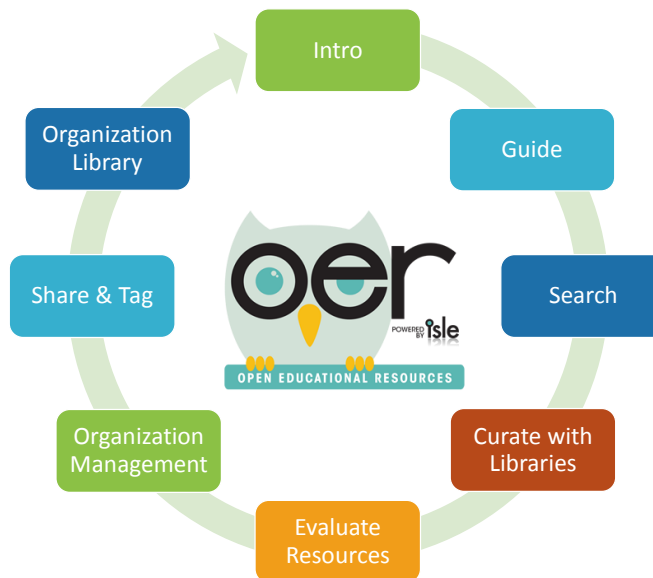 Intro
Guide
Search
Curate with
Libraries
Evaluate
Resources
Organization
Management
Share & Tag
Organization
Library
oer
POWERED
BY isle
OPEN EDUCATIONAL RESOURCES